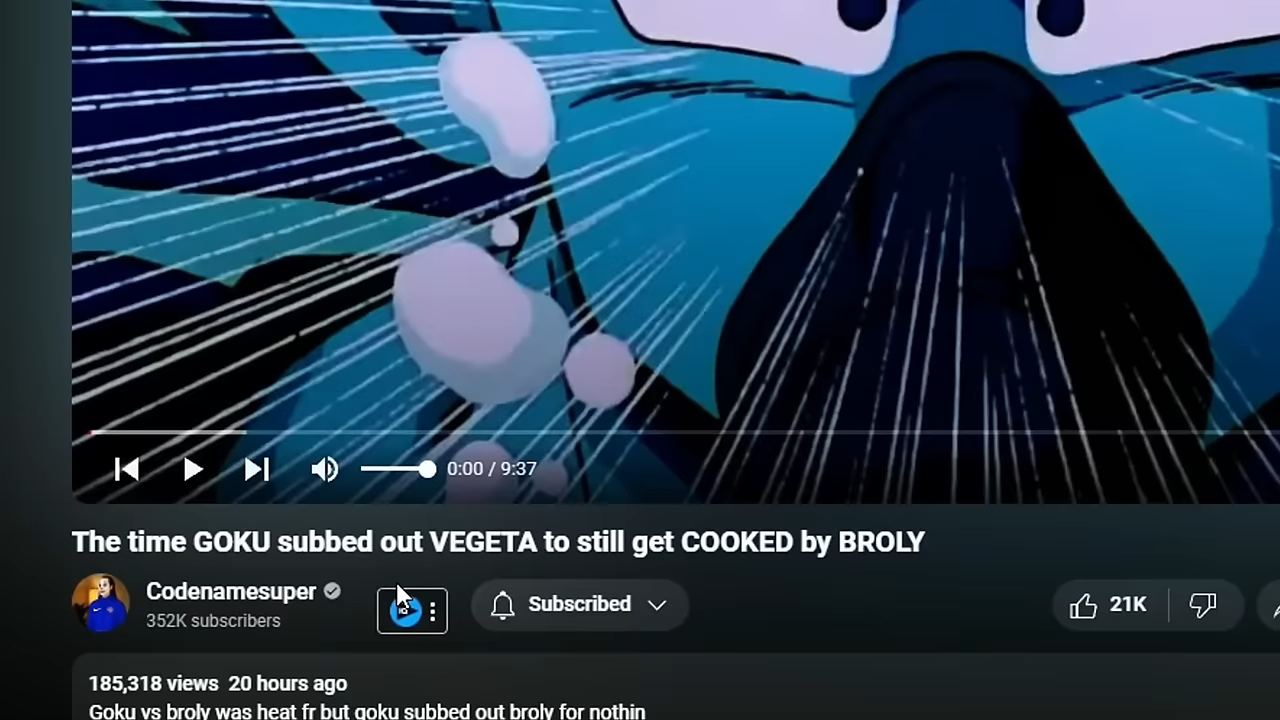 0:00 / 9:37
The time GOKU subbed out VEGETA to still get COOKED by BROLY
Codenamesuper
352K subscribers
Subscribed
21K
185,318 views 20 hours ago
Goku vs broly was heat fr but goku subbed out broly for nothin